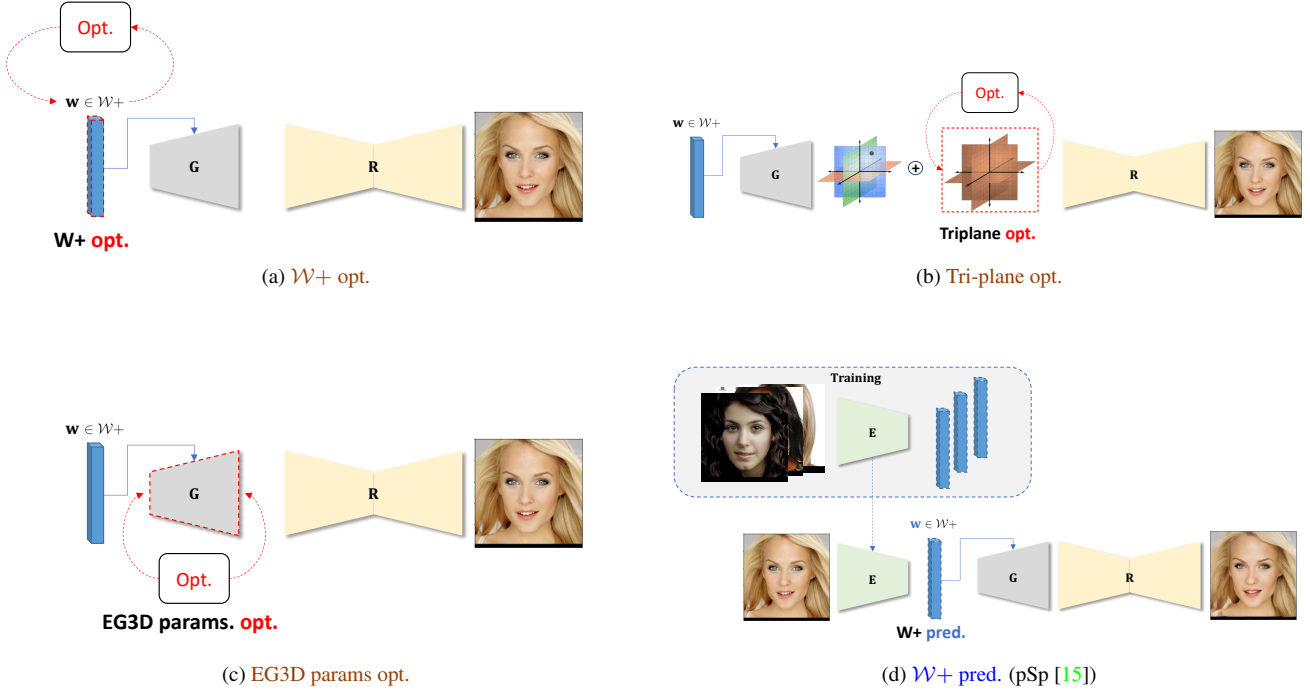 Opt.
w ∈ W+
G
R
W+ opt.
(a) W+ opt.
Opt.
w ∈ W+
G
+
R
Triplane opt.
(b) Tri-plane opt.
w ∈ W+
G
R
Opt.
EG3D params. opt.
(c) EG3D params opt.
Training
E
w ∈ W+
E
G
R
W+ pred.
(d) W+ pred. (pSp [15])